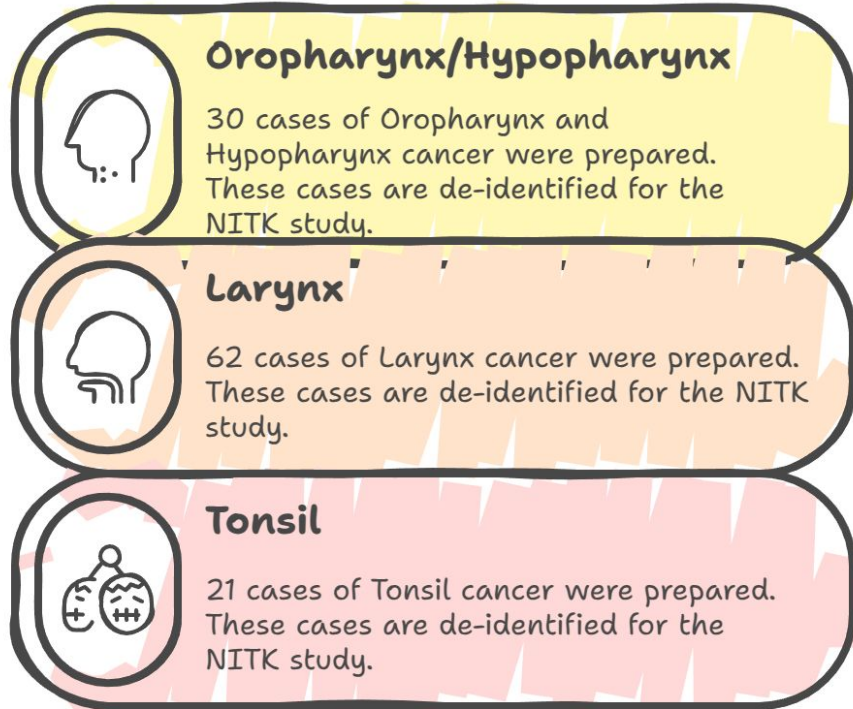 Oropharynx/Hypopharynx
30 cases of Oropharynx and
Hypopharynx cancer were prepared.
These cases are de-identified for the
NITK study.
Larynx
62 cases of Larynx cancer were prepared.
These cases are de-identified for the NITK
study.
Tonsil
21 cases of Tonsil cancer were prepared.
These cases are de-identified for the
NITK study.